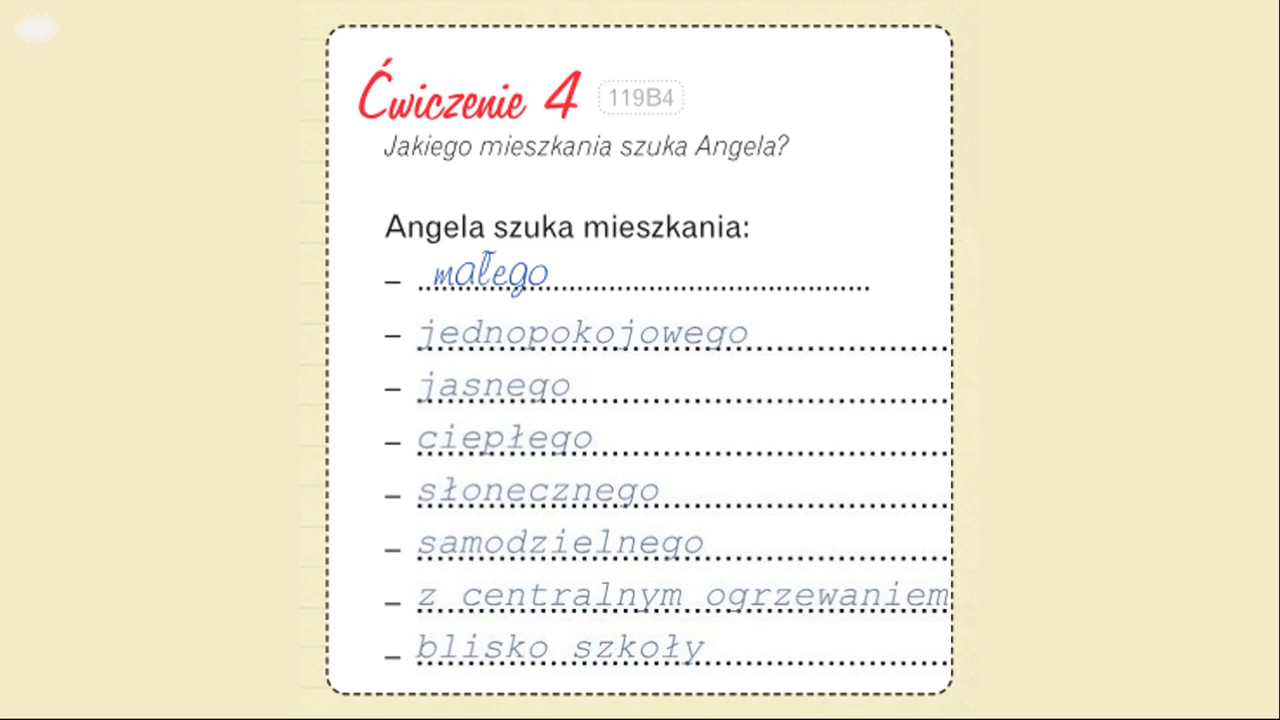 Ćwiczenie 4 119B4
Jakiego mieszkania szuka Angela?
Angela szuka mieszkania:
– małego
– jednopokojowego
– jasnego
– ciepłego
– słonecznego
– samodzielnego
– z centralnym ogrzewaniem
– blisko szkoły